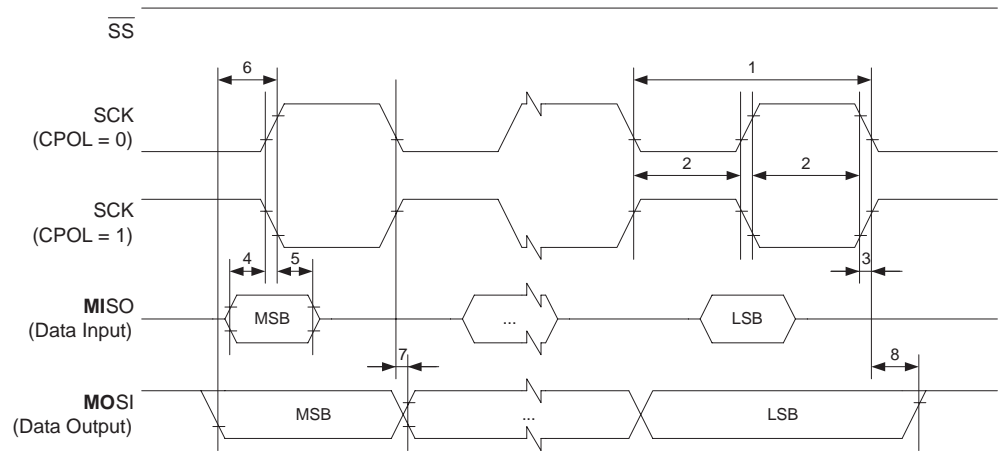 SS
6
1
SCK
(CPOL = 0)
2
2
SCK
(CPOL = 1)
4
5
3
MISO
(Data Input)
MSB
...
LSB
7
8
MOSI
(Data Output)
MSB
...
LSB